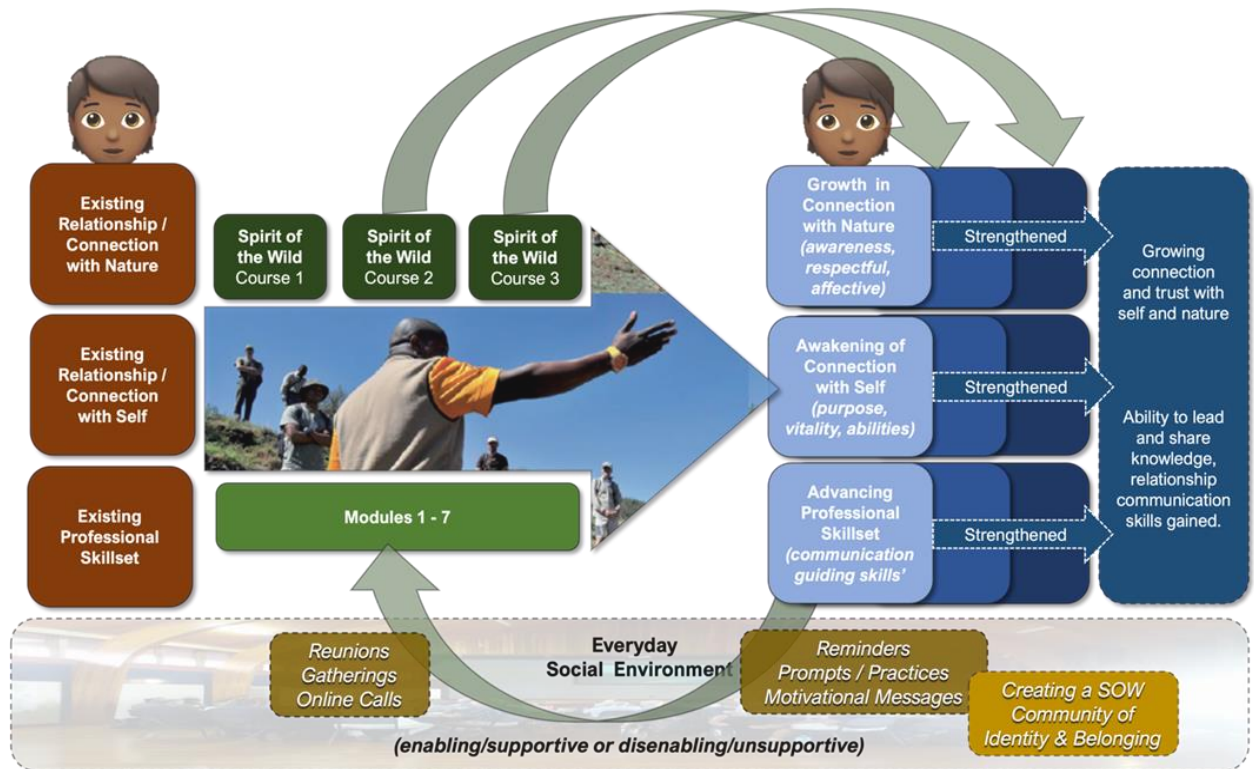 Existing
Relationship /
Connection
with Nature
Existing
Relationship /
Connection
with Self
Existing
Professional
Skillset
Spirit of
the Wild
Course 1
Spirit of
the Wild
Course 2
Spirit of
the Wild
Course 3
Modules 1 - 7
Growth in
Connection
with Nature
(awareness,
respectful,
affective)
Strengthened
Awakening of
Connection
with Self
(purpose,
vitality, abilities)
Strengthened
Advancing
Professional
Skillset
(communication
guiding skills'
Strengthened
Growing
connection
and trust with
self and nature
Ability to lead
and share
knowledge,
relationship
communication
skills gained.
Reunions
Gatherings
Online Calls
Everyday
Social Environment
Reminders
Prompts / Practices
Motivational Messages
Creating a SOW
Community of
Identity & Belonging
(enabling/supportive or disenabling/unsupportive)